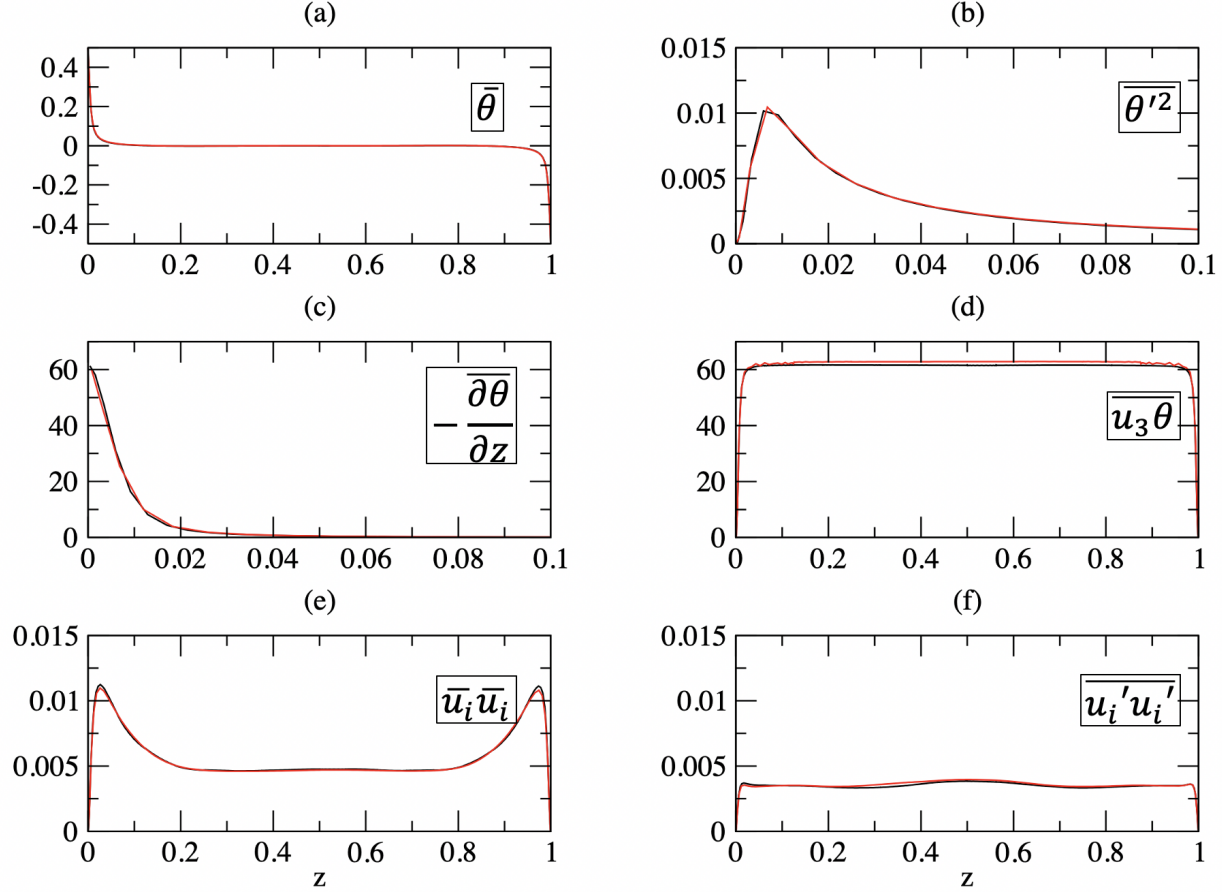 (a)
0.4
0.2
0
-0.2
-0.4
0 0.2 0.4 0.6 0.8 1
θ̄
(b)
0.015
0.01
0.005
0
0 0.02 0.04 0.06 0.08 0.1
\overline{θ′²}
(c)
60
40
20
0
0 0.02 0.04 0.06 0.08 0.1
−\frac{\overline{∂θ}}{∂z}
(d)
60
40
20
0
0 0.2 0.4 0.6 0.8 1
\overline{u₃θ}
(e)
0.015
0.01
0.005
0
0 0.2 0.4 0.6 0.8 1
z
\overline{u_i}\overline{u_i}
(f)
0.015
0.01
0.005
0
0 0.2 0.4 0.6 0.8 1
z
\overline{u_i′u_i′}